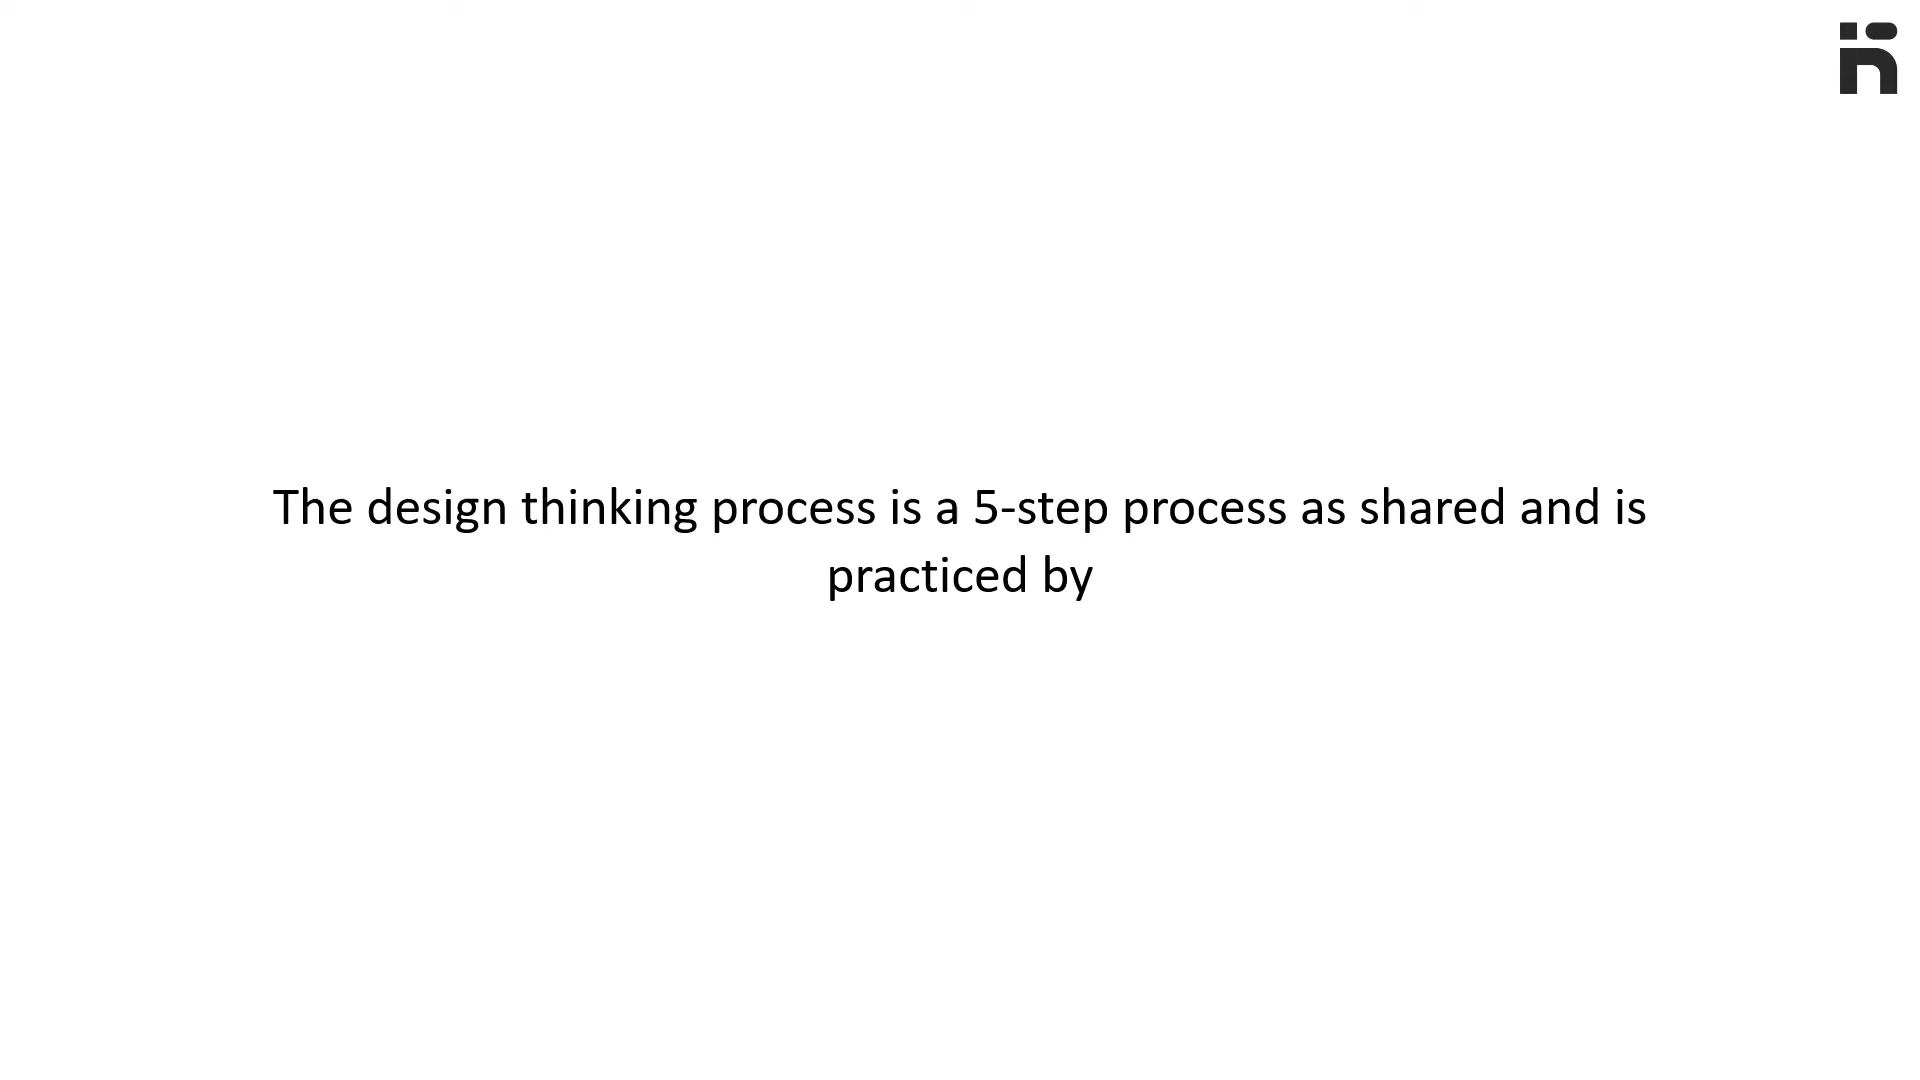 The design thinking process is a 5-step process as shared and is
practiced by